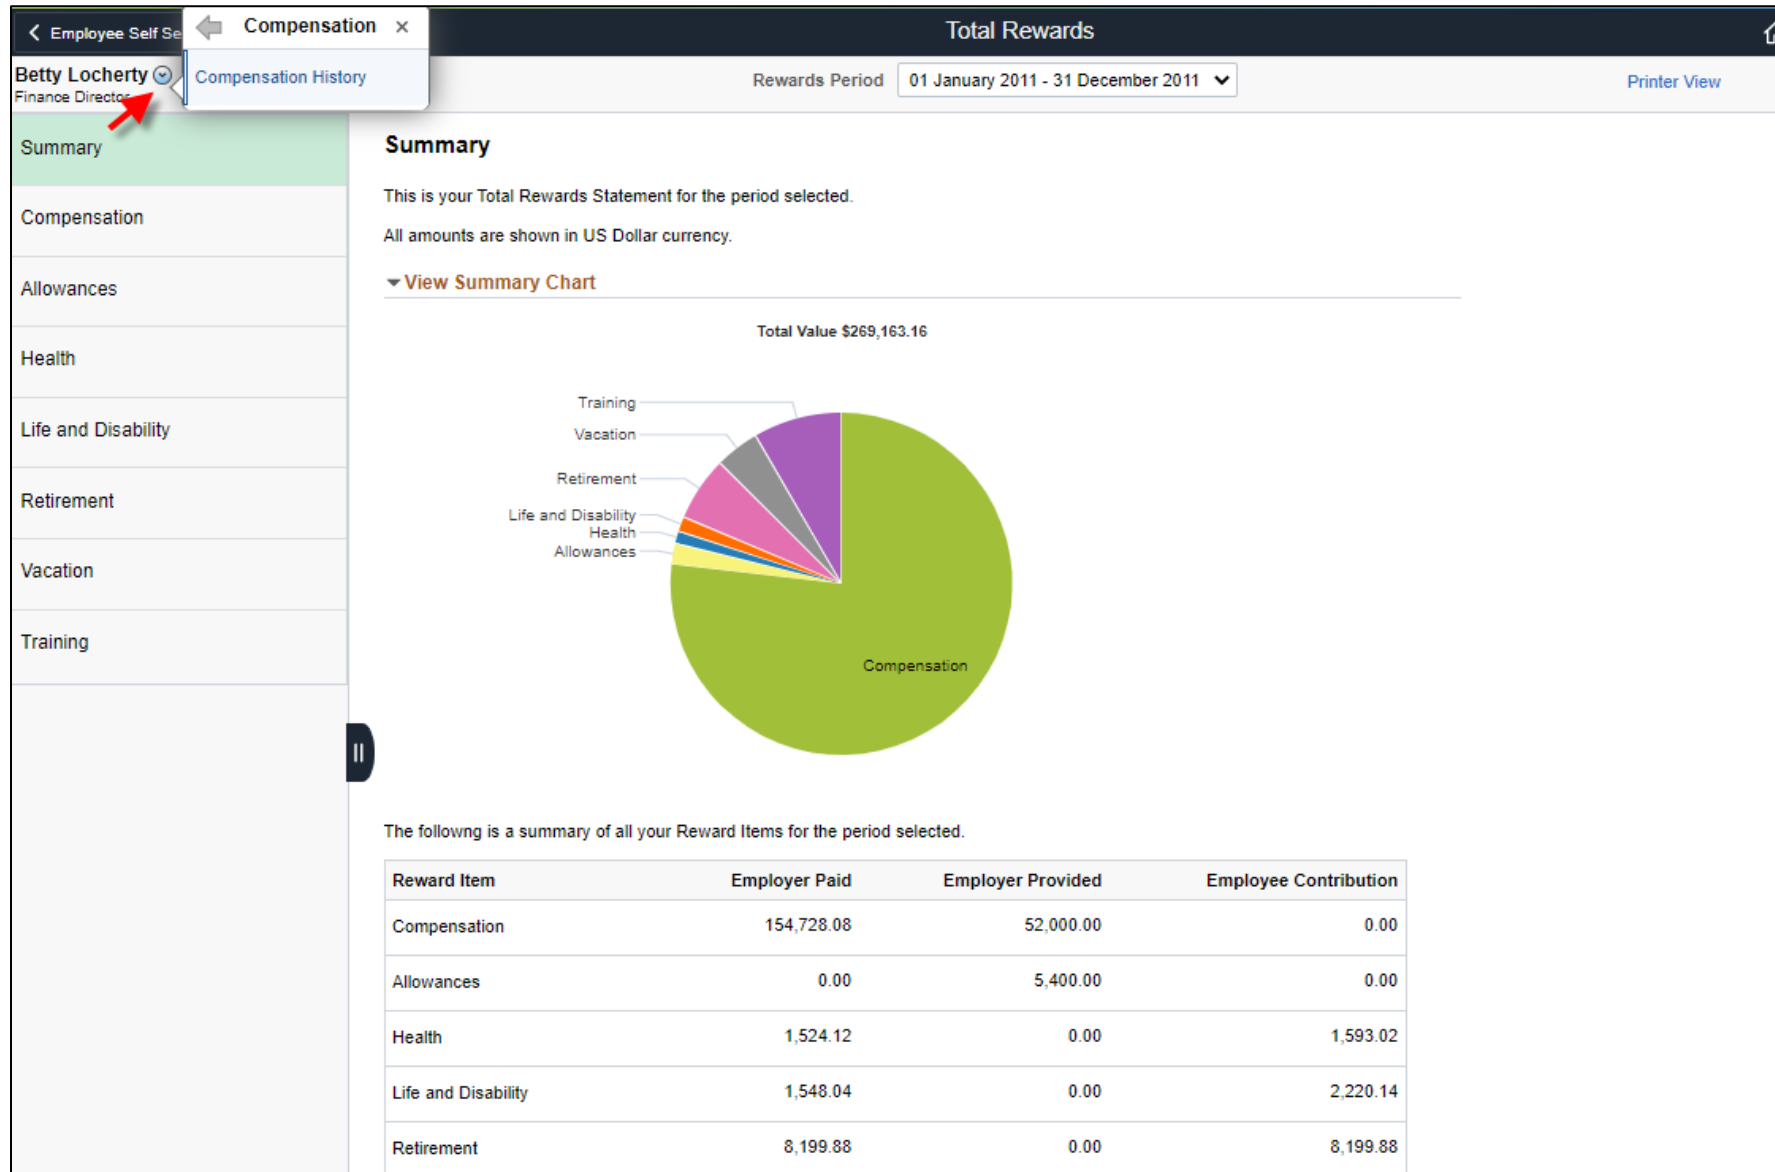 Employee Self Se
Compensation ×
Total Rewards
Betty Locherty
Finance Director
Compensation History
Rewards Period 01 January 2011 - 31 December 2011
Printer View
Summary
Compensation
Allowances
Health
Life and Disability
Retirement
Vacation
Training
Summary
This is your Total Rewards Statement for the period selected.
All amounts are shown in US Dollar currency.
View Summary Chart
Total Value $269,163.16
Training
Vacation
Retirement
Life and Disability
Health
Allowances
Compensation
The followng is a summary of all your Reward Items for the period selected.
Reward Item Employer Paid Employer Provided Employee Contribution
Compensation 154,728.08 52,000.00 0.00
Allowances 0.00 5,400.00 0.00
Health 1,524.12 0.00 1,593.02
Life and Disability 1,548.04 0.00 2,220.14
Retirement 8,199.88 0.00 8,199.88